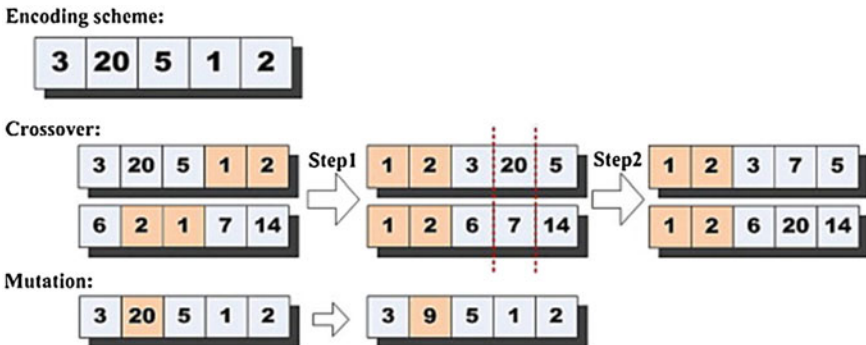 Encoding scheme:
3 20 5 1 2
Crossover:
3 20 5 1 2 Step1 1 2 3 20 5 Step2 1 2 3 7 5
6 2 1 7 14 1 2 6 7 14 1 2 6 20 14
Mutation:
3 20 5 1 2 3 9 5 1 2